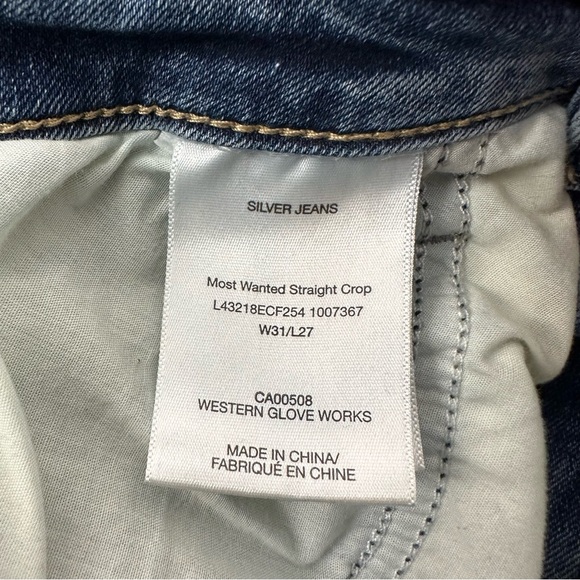 SILVER JEANS
Most Wanted Straight Crop
L43218ECF254 1007367
W31/L27
CA00508
WESTERN GLOVE WORKS
MADE IN CHINA/
FABRIQUÉ EN CHINE